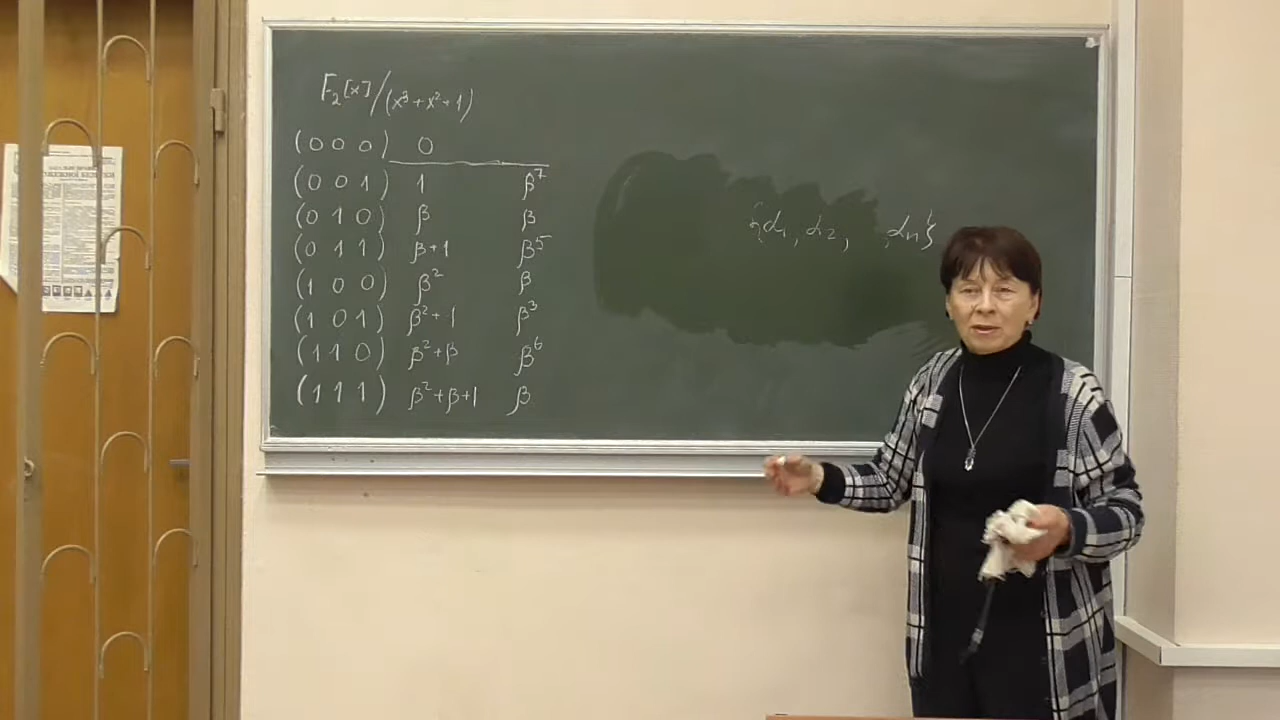 F₂[x]/(x³+x²+1)
(0 0 0) 0
(0 0 1) 1 β⁷
(0 1 0) β β
(0 1 1) β+1 β⁵
(1 0 0) β² β
(1 0 1) β²+1 β³
(1 1 0) β²+β β⁶
(1 1 1) β²+β+1 β
{α₁, α₂, , αₙ}